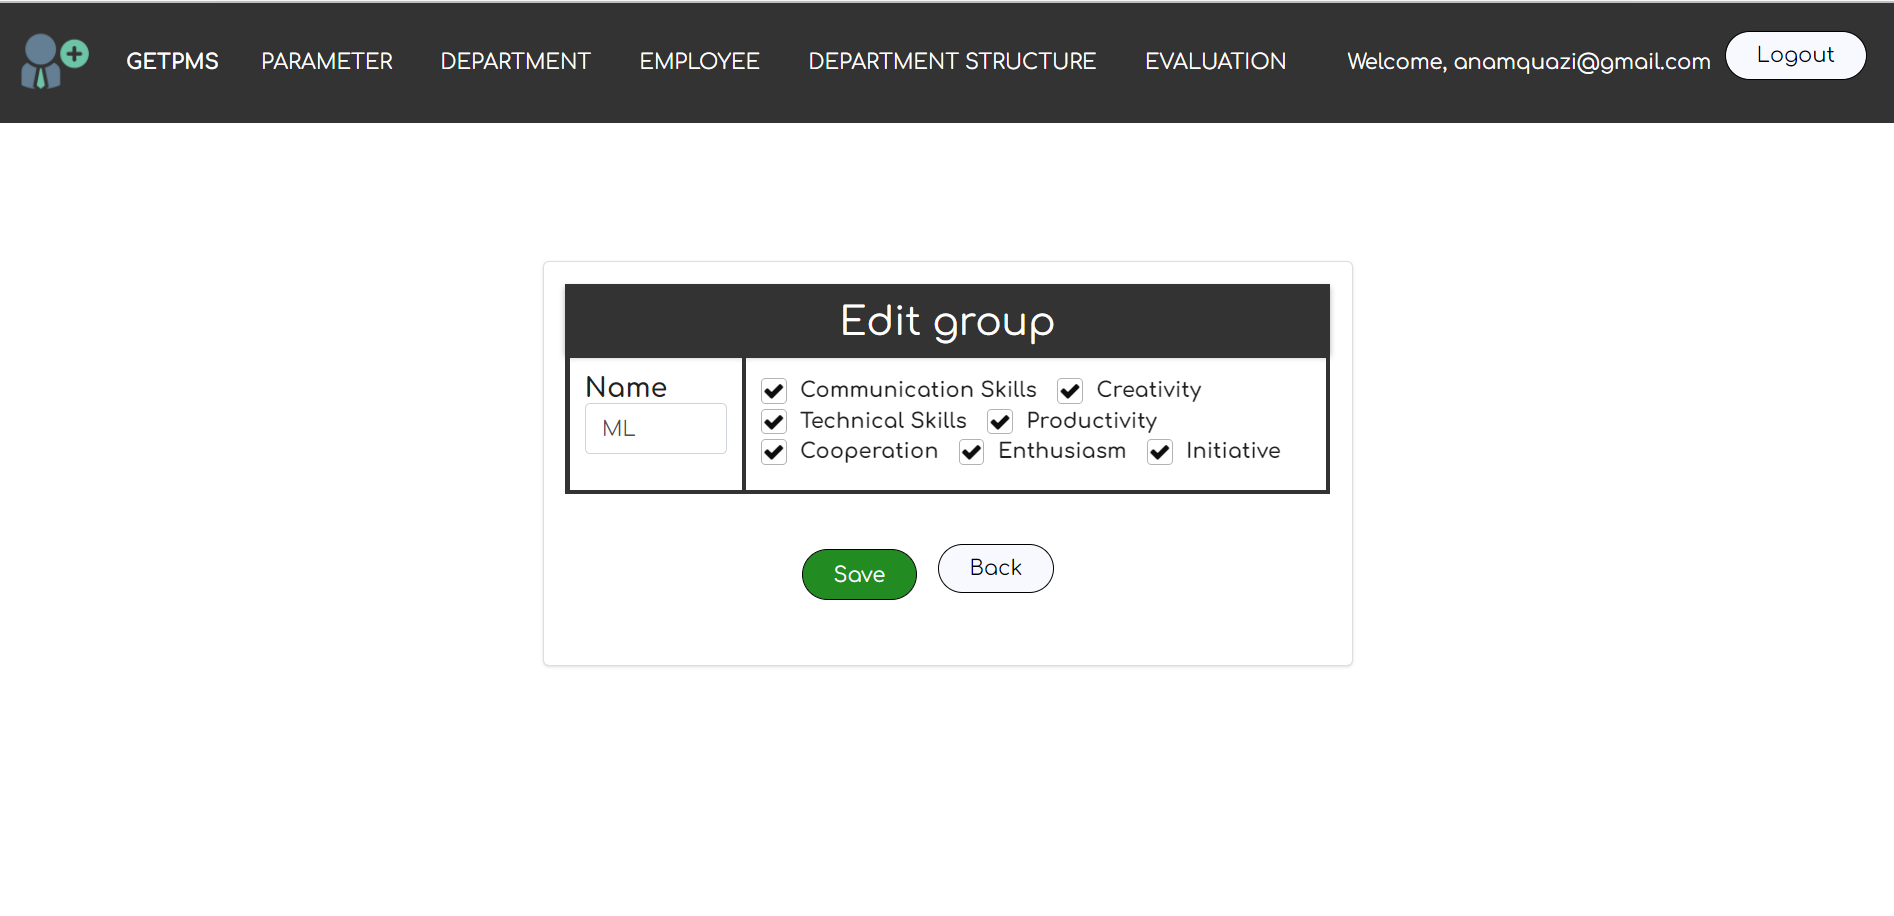 GETPMS PARAMETER DEPARTMENT EMPLOYEE DEPARTMENT STRUCTURE EVALUATION Welcome, anamquazi@gmail.com Logout
Edit group
Name
ML
Communication Skills Creativity
Technical Skills Productivity
Cooperation Enthusiasm Initiative
Save Back